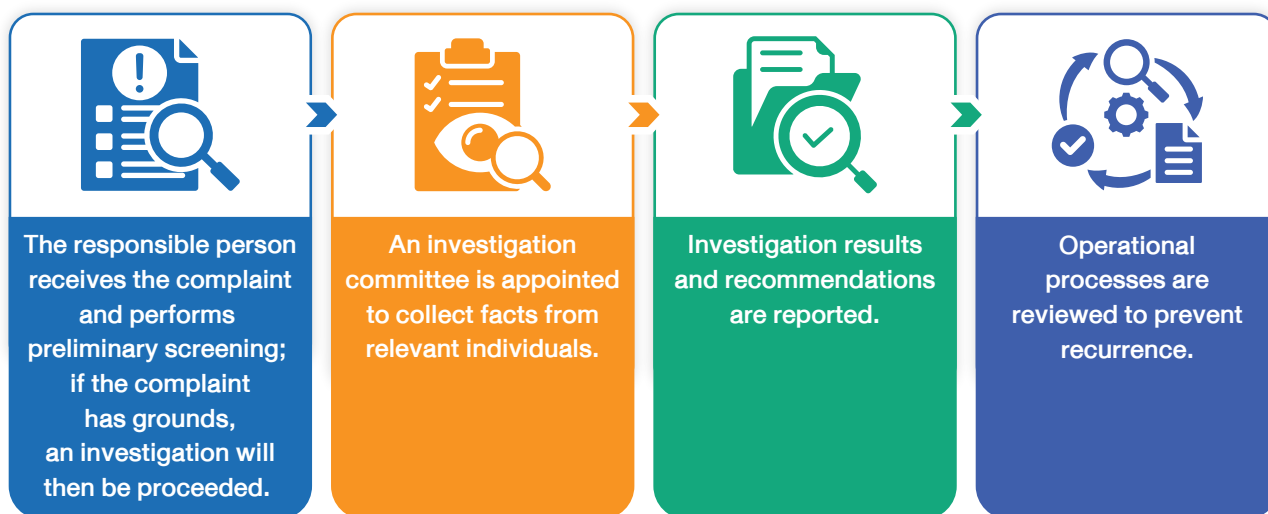 The responsible person
receives the complaint
and performs
preliminary screening;
if the complaint
has grounds,
an investigation will
then be proceeded.
An investigation
committee is appointed
to collect facts from
relevant individuals.
Investigation results
and recommendations
are reported.
Operational
processes are
reviewed to prevent
recurrence.